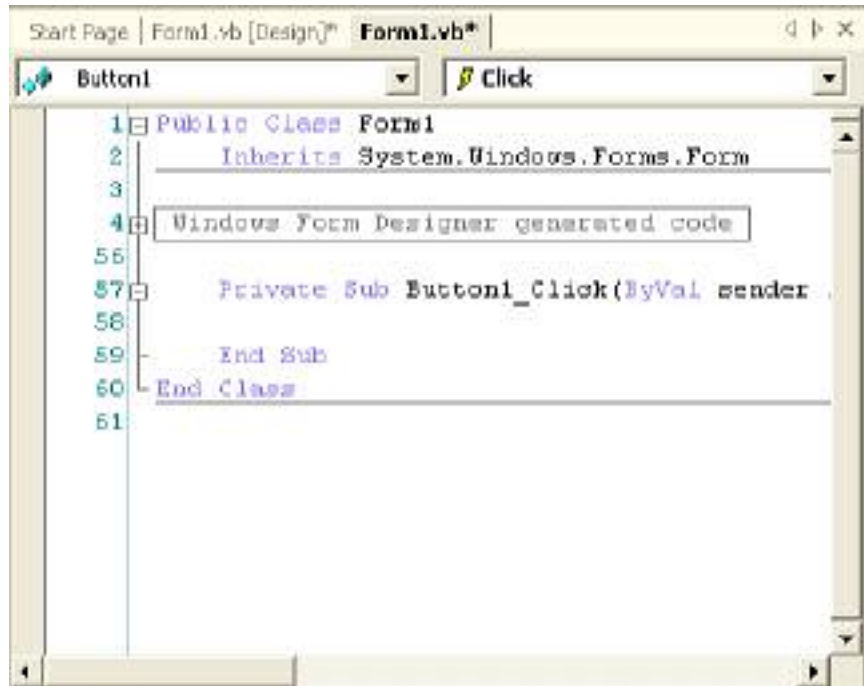 Start Page Form1.vb [Design]* Form1.vb*
Button1 Click
1 Public Class Form1
2 Inherits System.Windows.Forms.Form
3
4 Windows Form Designer generated code
56
57 Private Sub Button1_Click(ByVal sender
58
59 End Sub
60 End Class
61